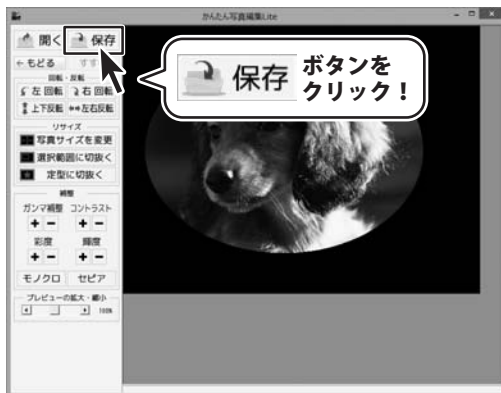 かんたん写真編集Lite
開く 保存
もどる すすむ
回転・反転
左回転 右回転
上下反転 左右反転
リサイズ
写真サイズを変更
選択範囲に切抜く
定型に切抜く
補整
ガンマ補整 コントラスト
+ - + -
彩度 輝度
+ - + -
モノクロ セピア
プレビューの拡大・縮小
100%
保存 ボタンを
クリック！